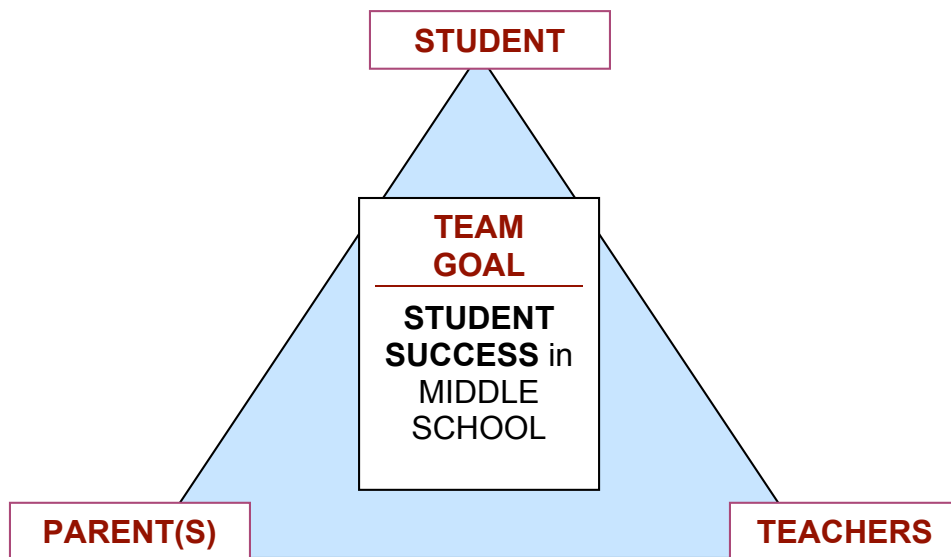 STUDENT
TEAM
GOAL
STUDENT
SUCCESS in
MIDDLE
SCHOOL
PARENT(S)
TEACHERS